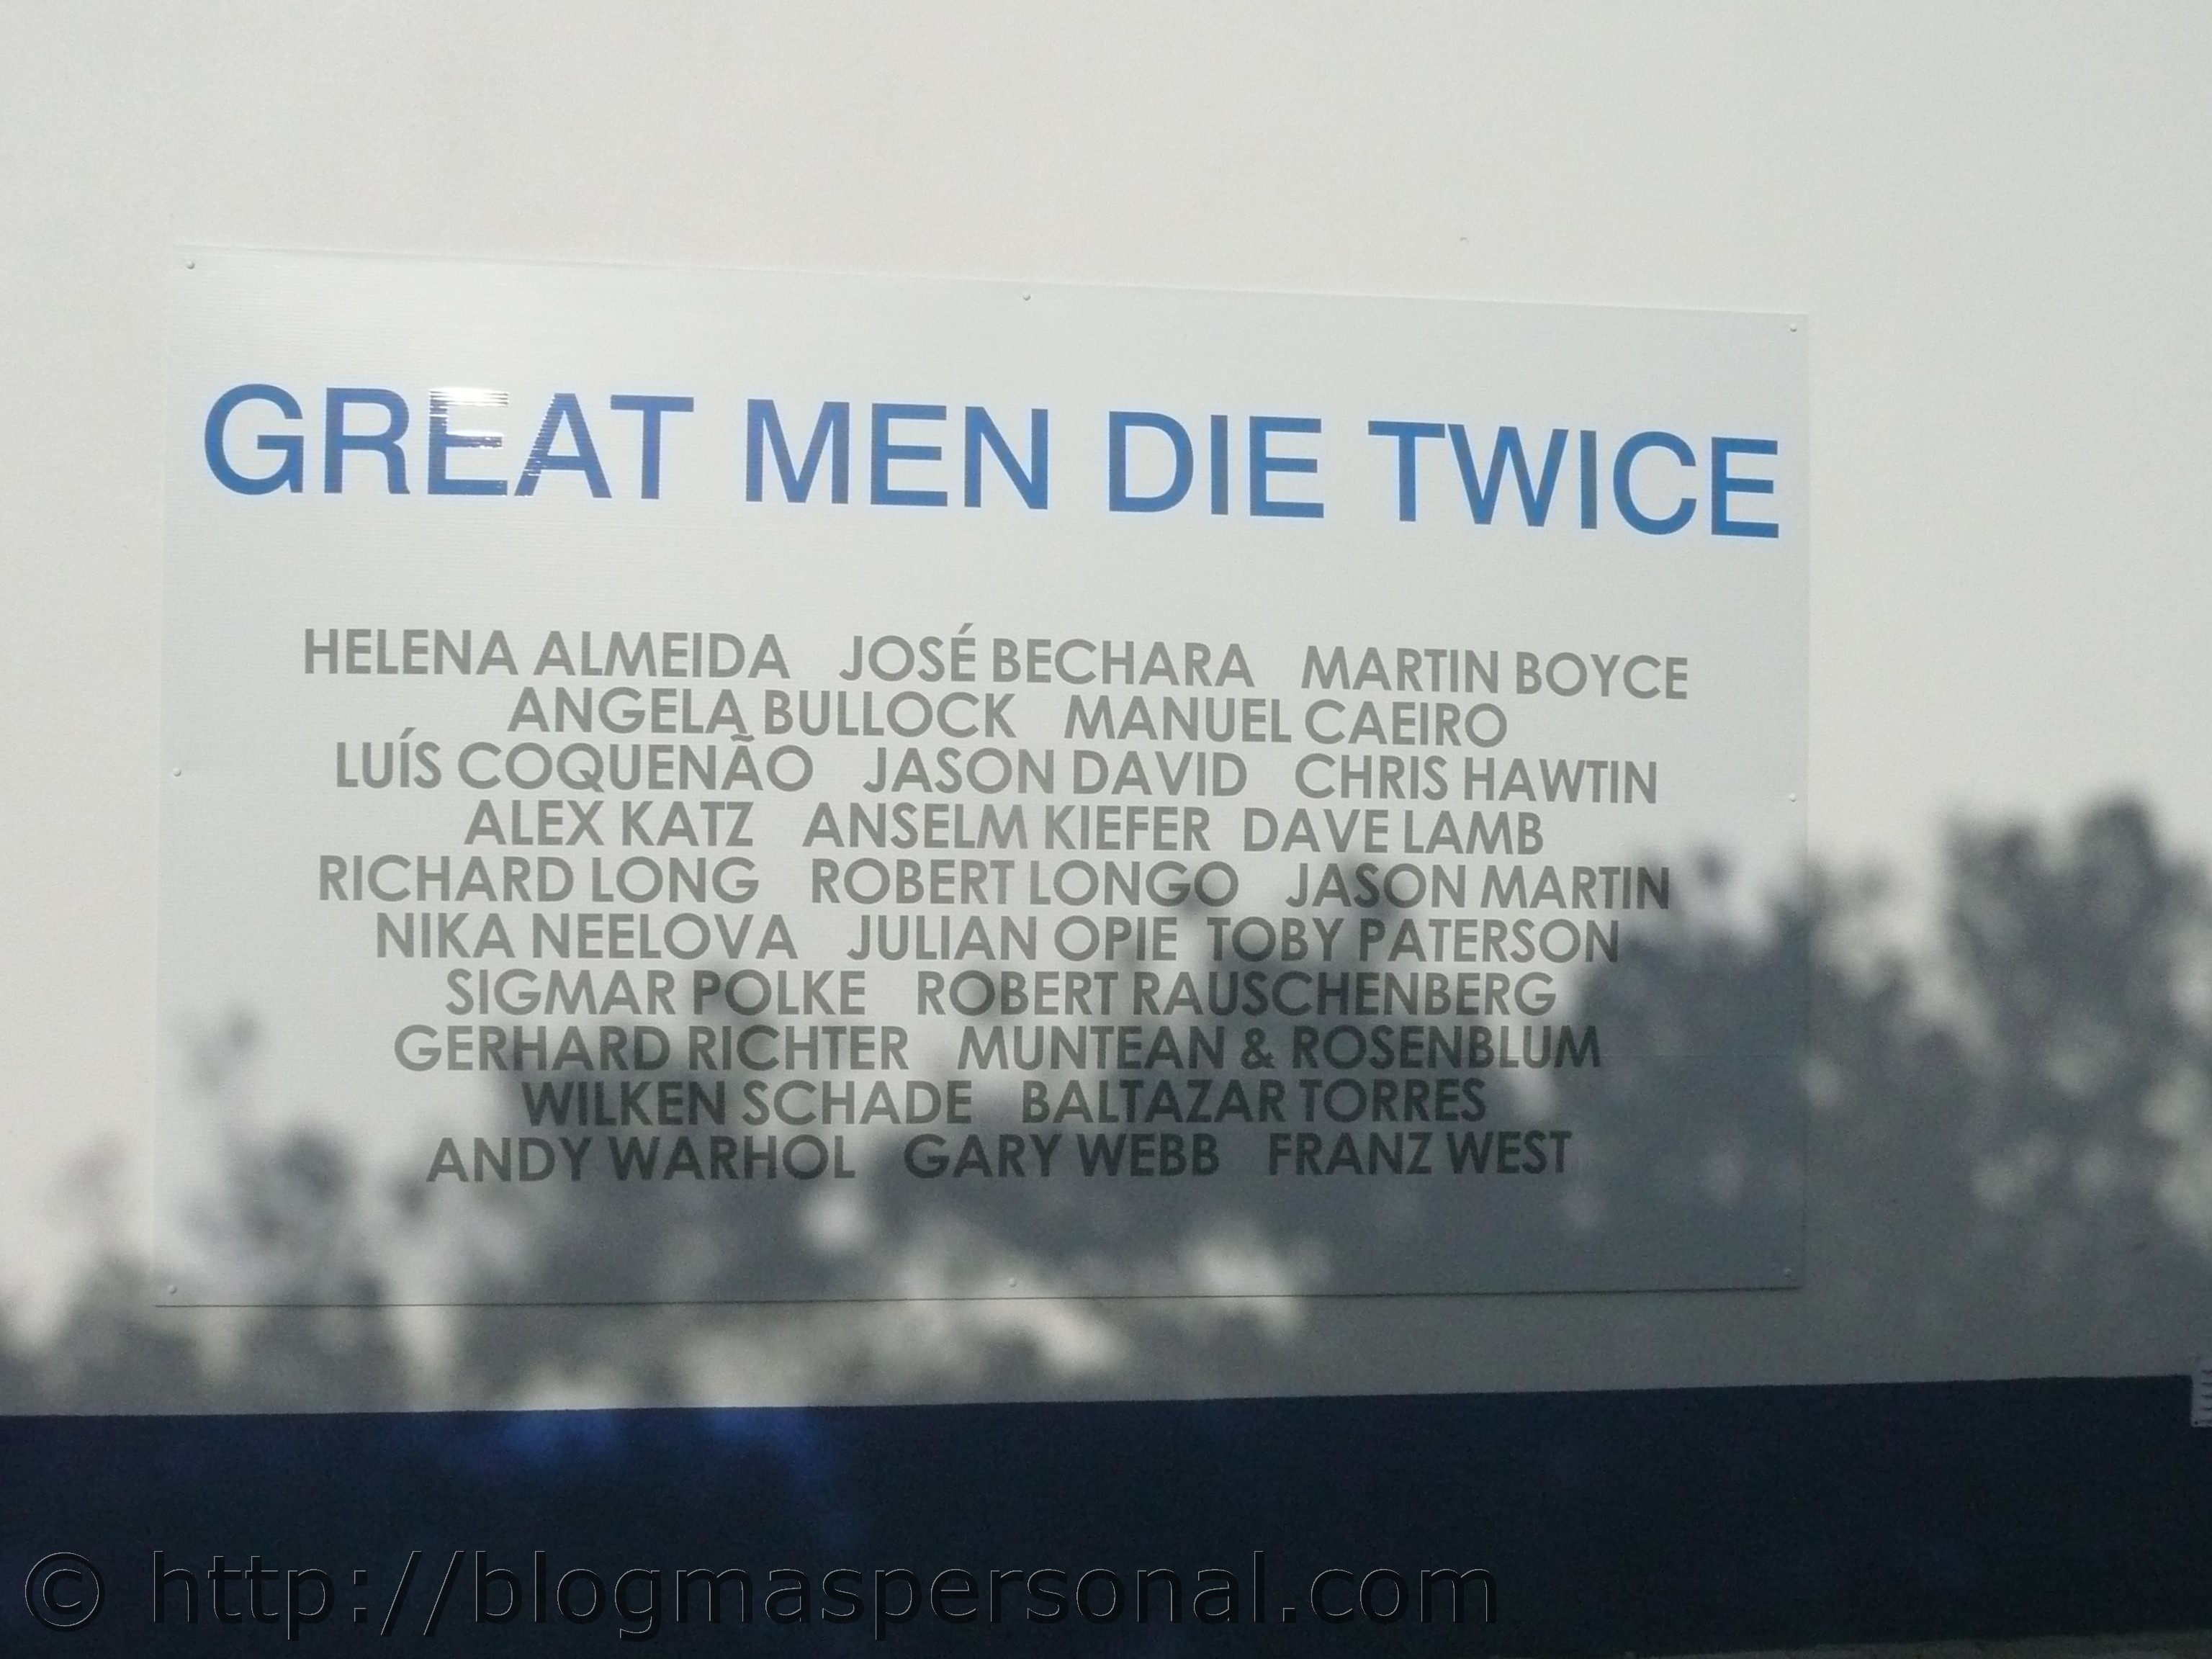 GREAT MEN DIE TWICE
HELENA ALMEIDA JOSÉ BECHARA MARTIN BOYCE
ANGELA BULLOCK MANUEL CAEIRO
LUÍS COQUENÃO JASON DAVID CHRIS HAWTIN
ALEX KATZ ANSELM KIEFER DAVE LAMB
RICHARD LONG ROBERT LONGO JASON MARTIN
NIKA NEELOVA JULIAN OPIE TOBY PATERSON
SIGMAR POLKE ROBERT RAUSCHENBERG
GERHARD RICHTER MUNTEAN & ROSENBLUM
WILKEN SCHADE BALTAZAR TORRES
ANDY WARHOL GARY WEBB FRANZ WEST
© http://blogmaspersonal.com